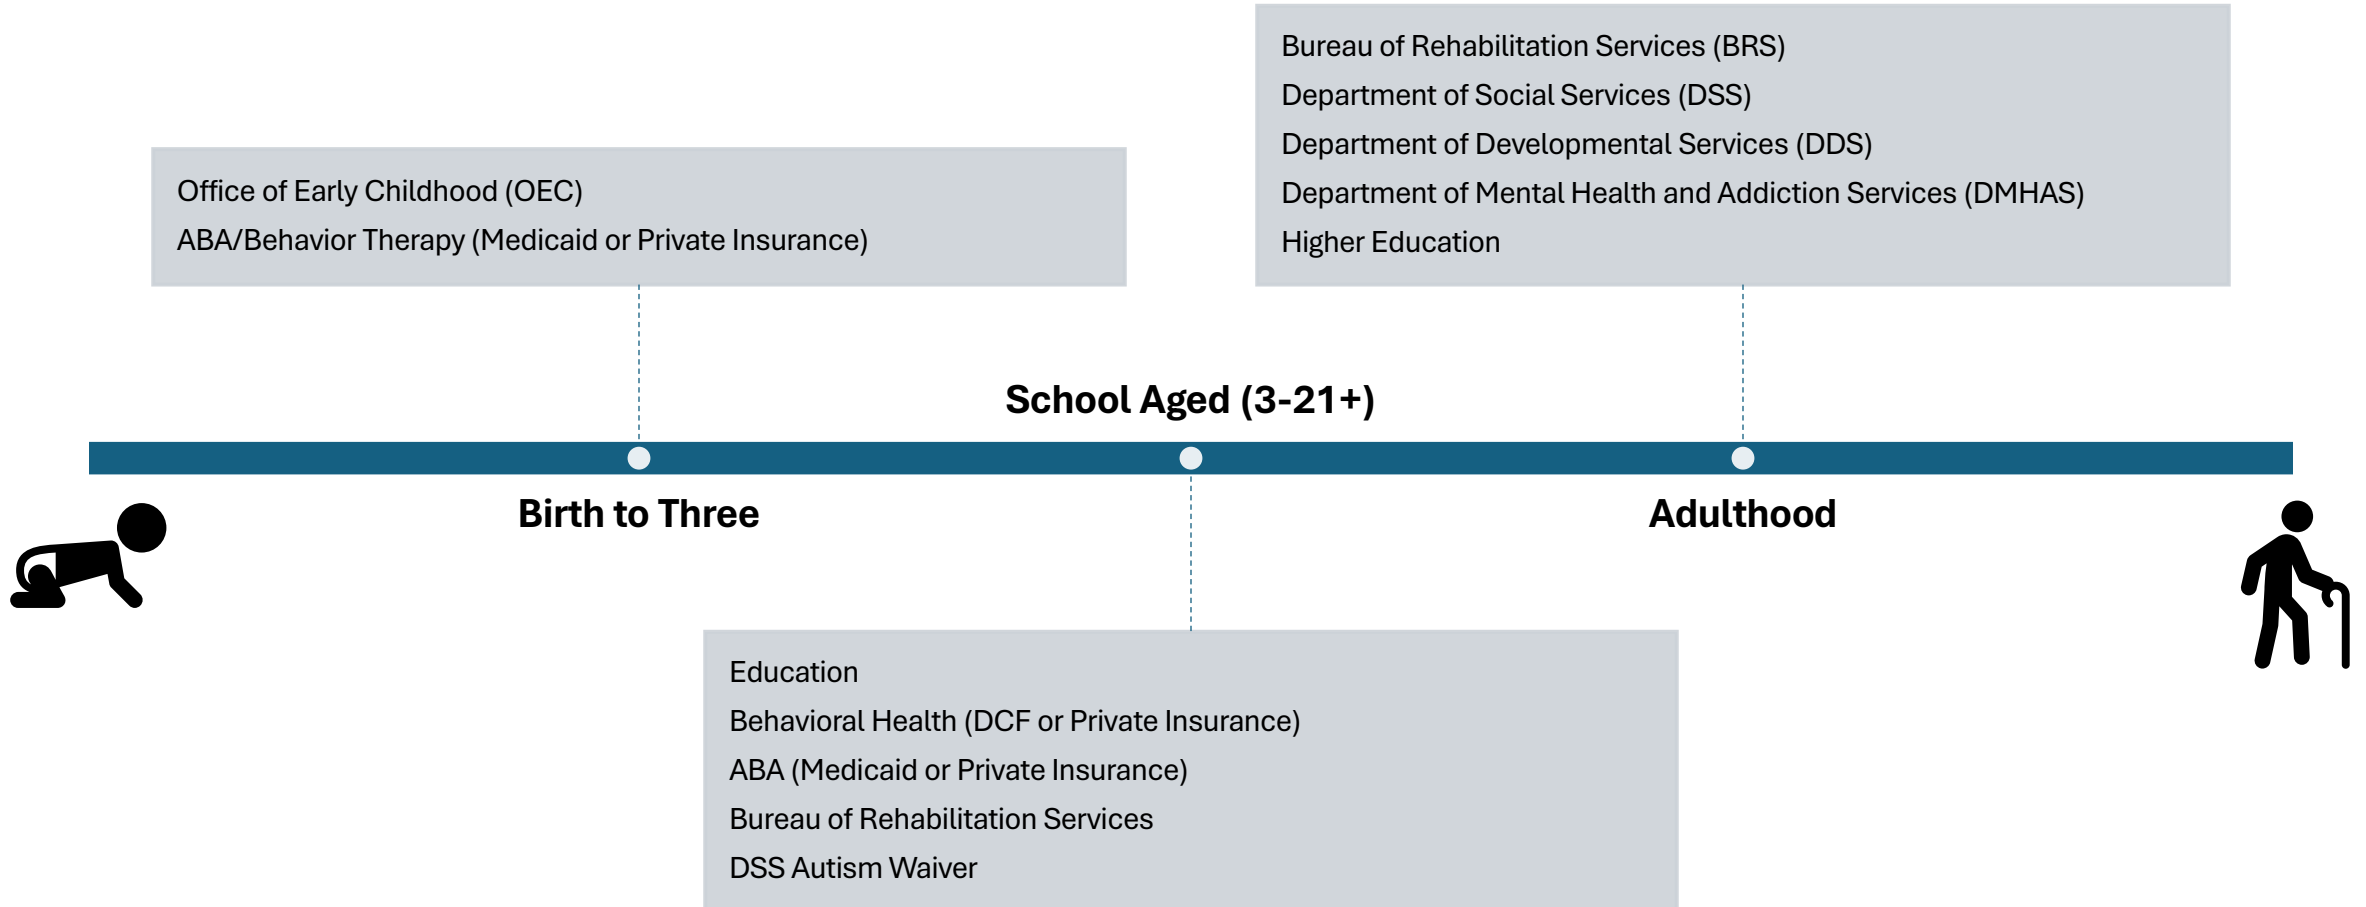 Office of Early Childhood (OEC)
ABA/Behavior Therapy (Medicaid or Private Insurance)
Birth to Three
School Aged (3-21+)
Education
Behavioral Health (DCF or Private Insurance)
ABA (Medicaid or Private Insurance)
Bureau of Rehabilitation Services
DSS Autism Waiver
Bureau of Rehabilitation Services (BRS)
Department of Social Services (DSS)
Department of Developmental Services (DDS)
Department of Mental Health and Addiction Services (DMHAS)
Higher Education
Adulthood